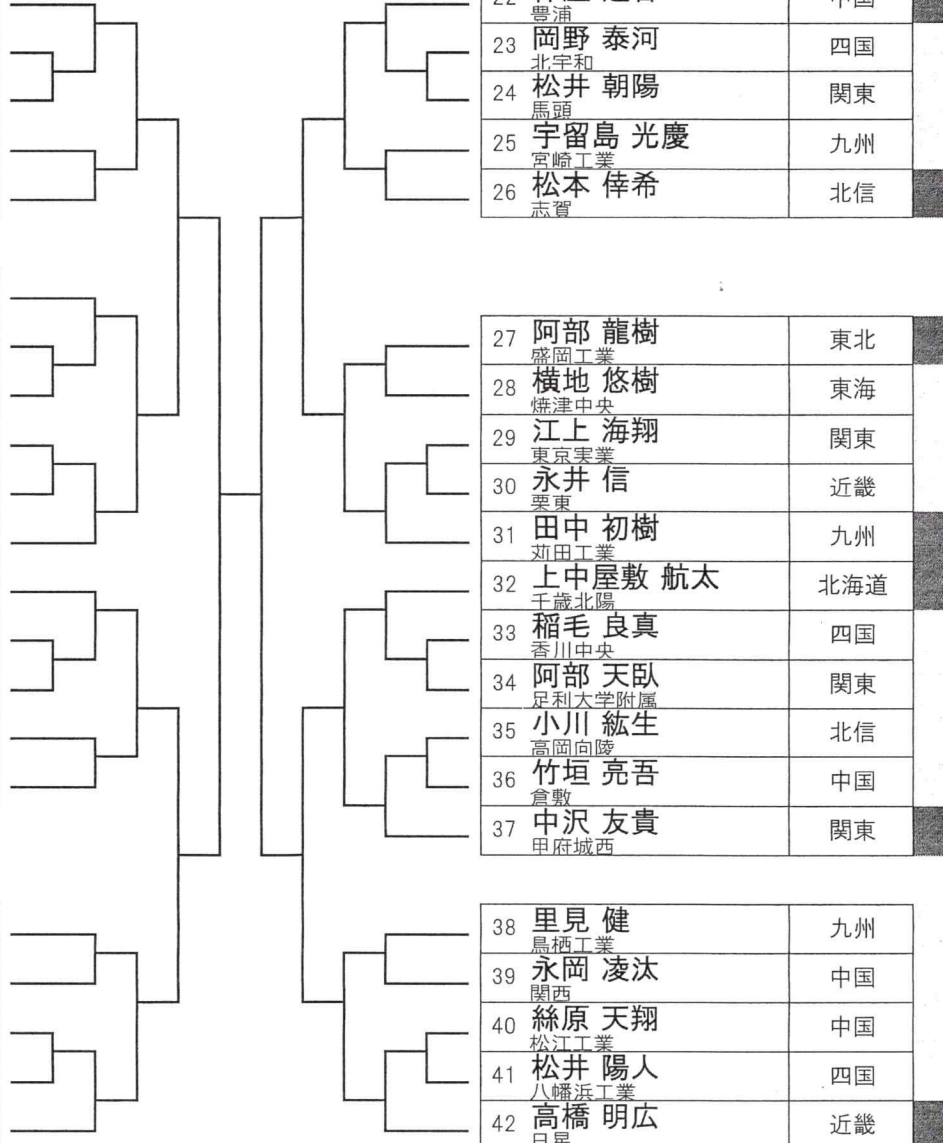 豊浦
23 岡野 泰河 四国
北宇和
24 松井 朝陽 関東
馬頭
25 宇留島 光慶 九州
宮崎工業
26 松本 倖希 北信
志賀
27 阿部 龍樹 東北
盛岡工業
28 横地 悠樹 東海
焼津中央
29 江上 海翔 関東
東京実業
30 永井 信 近畿
栗東
31 田中 初樹 九州
苅田工業
32 上中屋敷 航太 北海道
千歳北陽
33 稲毛 良真 四国
香川中央
34 阿部 天臥 関東
足利大学附属
35 小川 紘生 北信
高岡向陵
36 竹垣 亮吾 中国
倉敷
37 中沢 友貴 関東
甲府城西
38 里見 健 九州
鳥栖工業
39 永岡 凌汰 中国
関西
40 絲原 天翔 中国
松江工業
41 松井 陽人 四国
八幡浜工業
42 高橋 明広 近畿